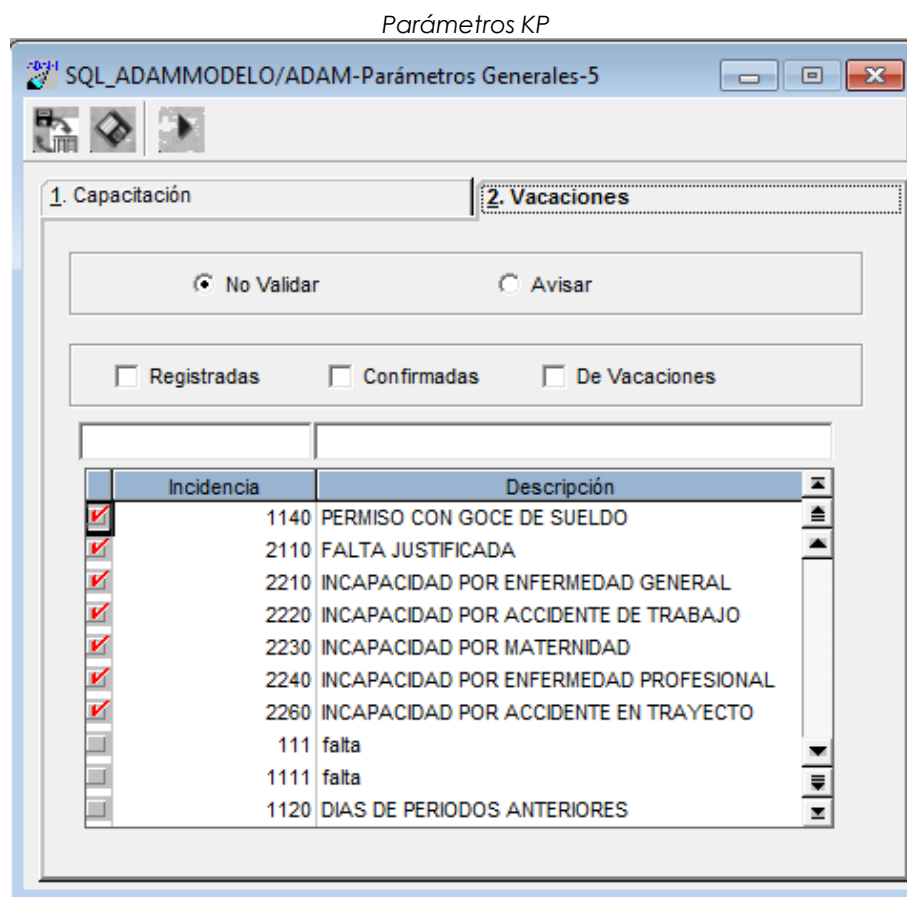 Parámetros KP
SQL_ADAMMODELO/ADAM-Parámetros Generales-5
1. Capacitación
2. Vacaciones
No Validar
Avisar
Registradas
Confirmadas
De Vacaciones
Incidencia Descripción
1140 PERMISO CON GOCE DE SUELDO
2110 FALTA JUSTIFICADA
2210 INCAPACIDAD POR ENFERMEDAD GENERAL
2220 INCAPACIDAD POR ACCIDENTE DE TRABAJO
2230 INCAPACIDAD POR MATERNIDAD
2240 INCAPACIDAD POR ENFERMEDAD PROFESIONAL
2260 INCAPACIDAD POR ACCIDENTE EN TRAYECTO
111 falta
1111 falta
1120 DIAS DE PERIODOS ANTERIORES